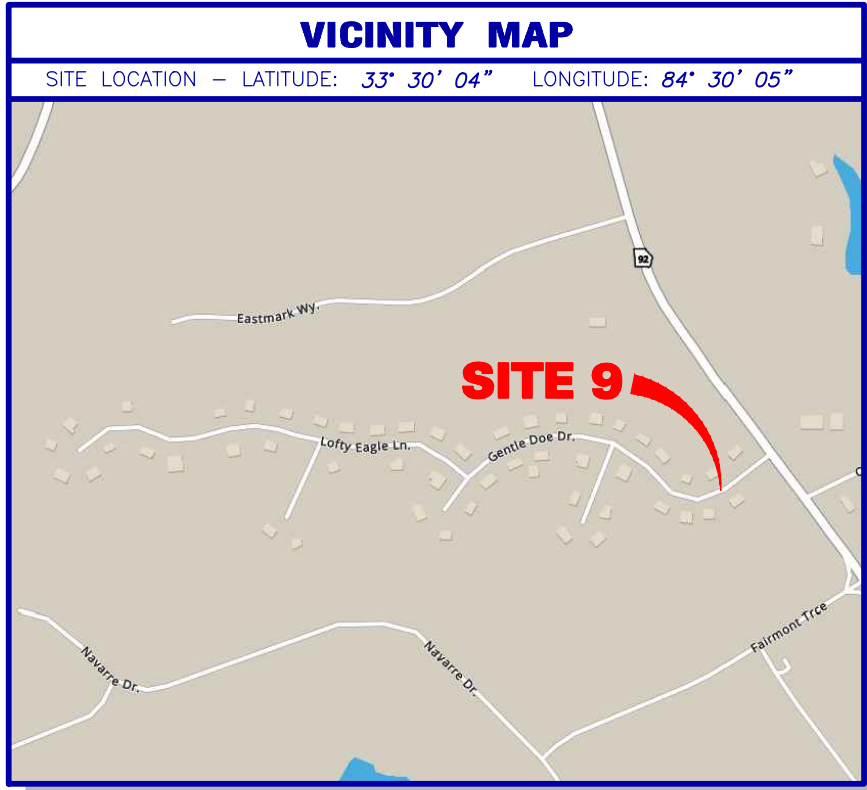 VICINITY MAP
SITE LOCATION – LATITUDE: 33° 30' 04" LONGITUDE: 84° 30' 05"
92
Eastmark Wy.
SITE 9
Gentle Doe Dr.
Lofty Eagle Ln.
Fairmont Trce
Navarre Dr.
Navarre Dr.